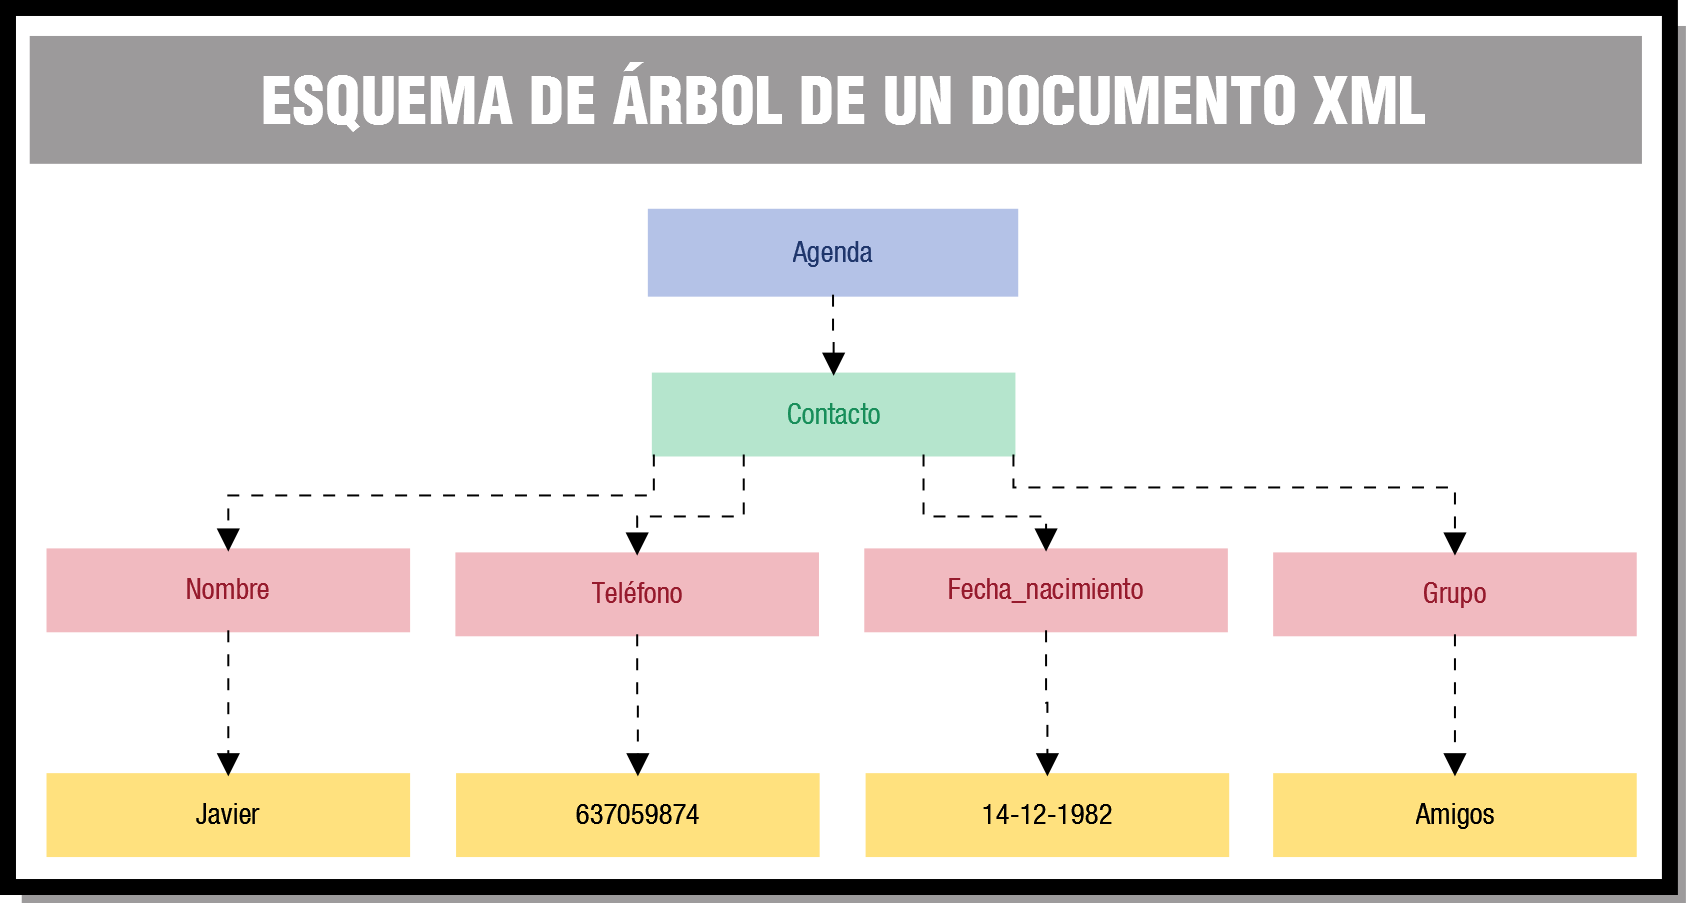 ESQUEMA DE ÁRBOL DE UN DOCUMENTO XML
Agenda
Contacto
Nombre
Teléfono
Fecha_nacimiento
Grupo
Javier
637059874
14-12-1982
Amigos